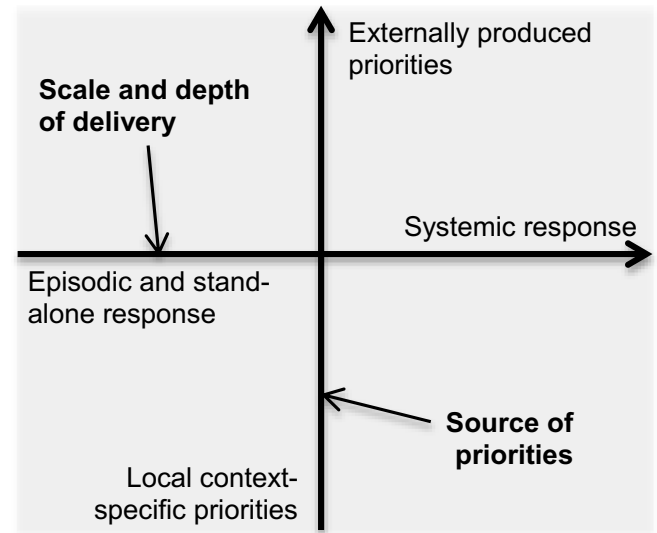 Externally produced
priorities
Scale and depth
of delivery
Systemic response
Episodic and stand-
alone response
Source of
priorities
Local context-
specific priorities